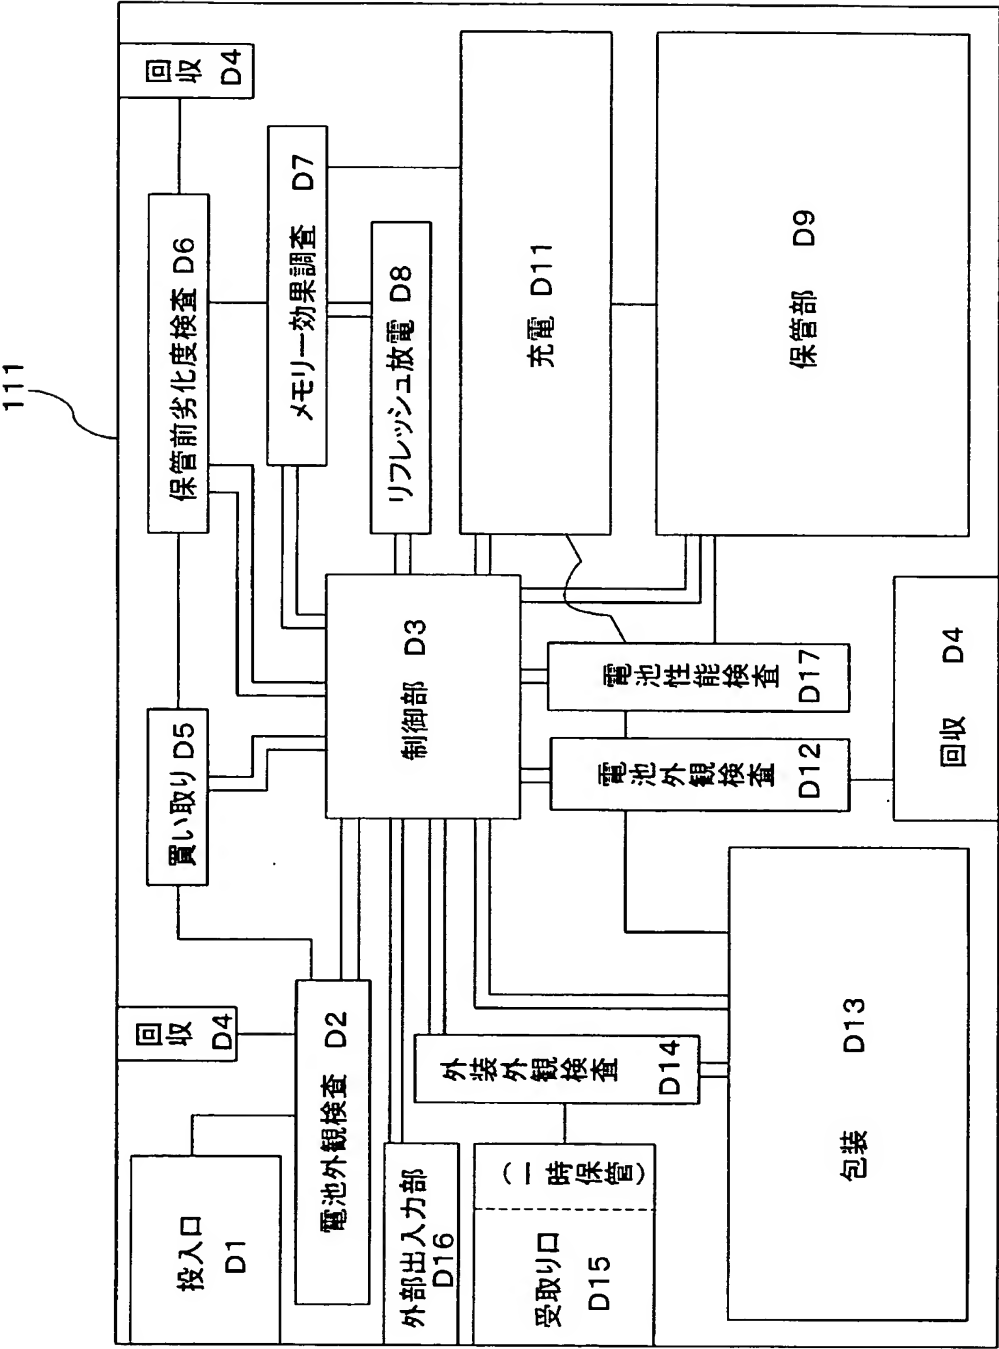 111
投入口
D1
回収
D4
電池外観検査 D2
買い取り D5
保管前劣化度検査 D6
回収
D4
メモリー効果調査 D7
リフレッシュ放電 D8
制御部 D3
充電 D11
保管部 D9
外部出入力部
D16
受取り口
D15
(一時保管)
外装外観検査
D14
電池外観検査
D12
電池性能検査
D17
回収 D4
包装 D13